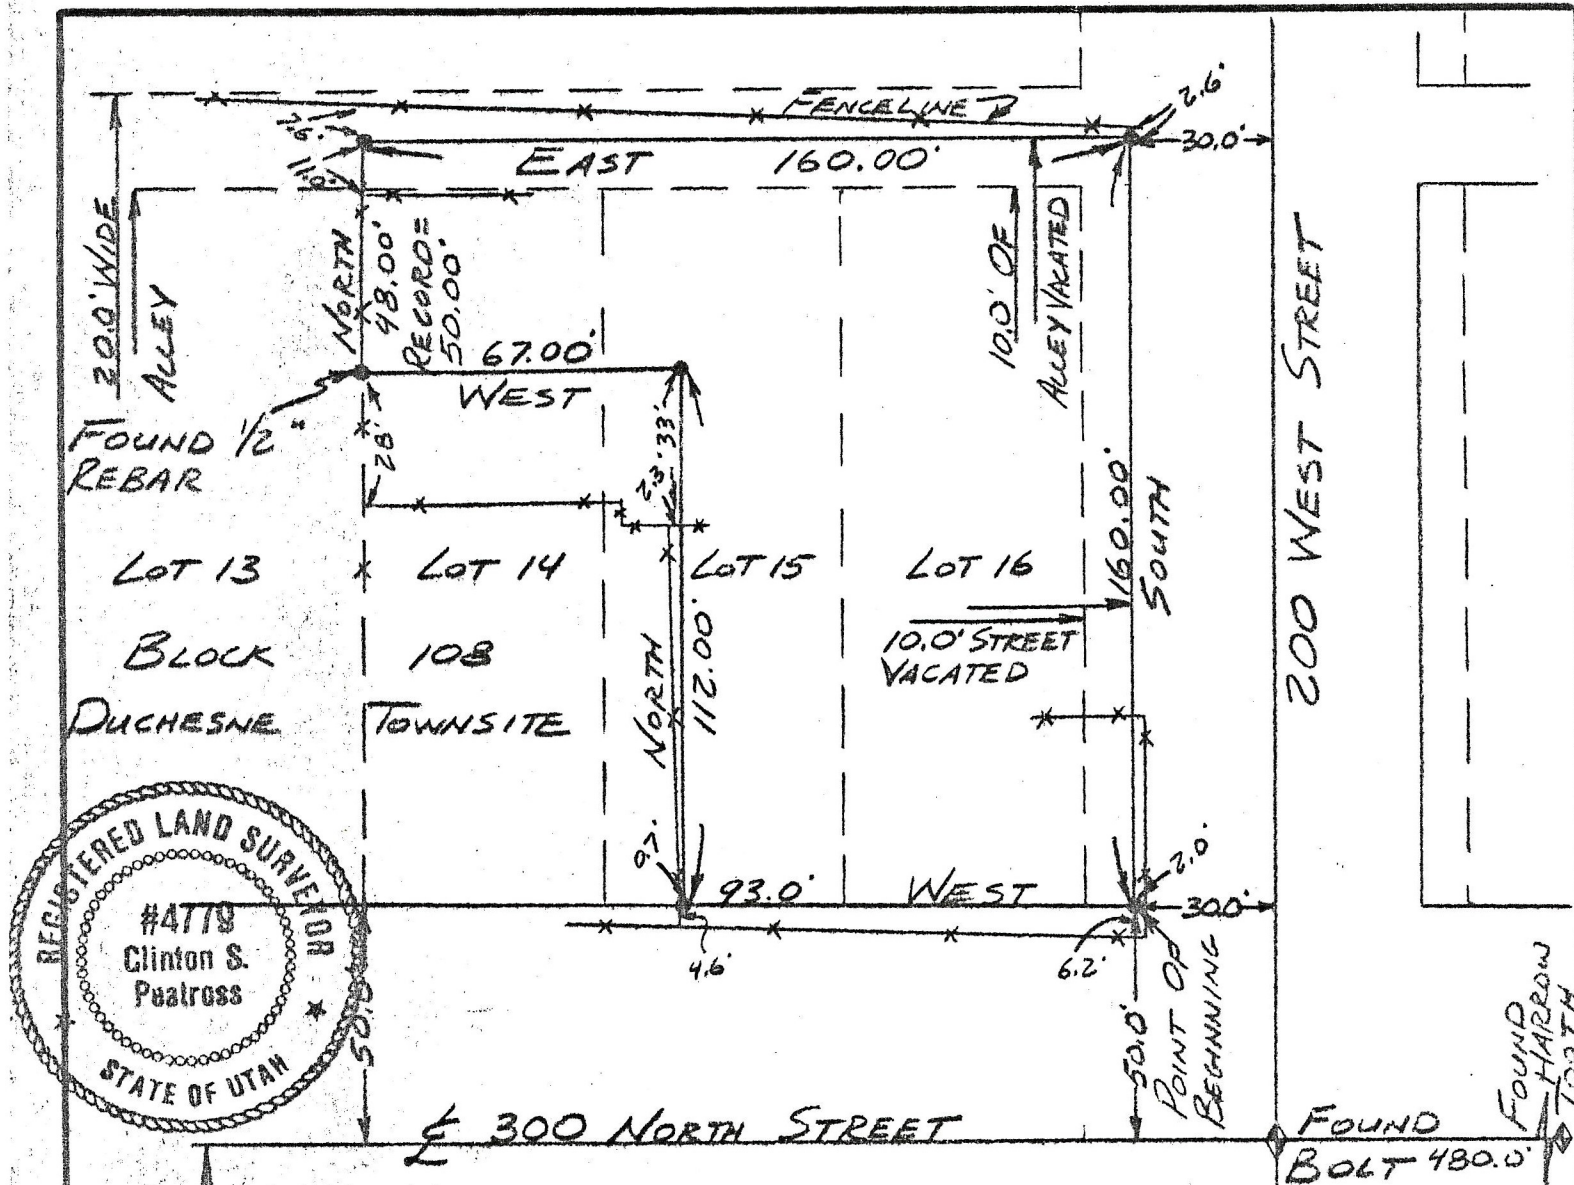 FENCELINE
2.6'
7.6'
30.0'
EAST 160.00'
11.0'
30.0' WIDE
ALLEY
NORTH
48.00'
RECORD=
50.00'
10.0' OF
ALLEY VACATED
67.00'
WEST
FOUND 1/2"
REBAR
28'
33'
2.3'
160.00'
SOUTH
200 WEST STREET
LOT 13
LOT 14
LOT 15
LOT 16
10.0' STREET
VACATED
BLOCK 108
DUCHESNE TOWNSITE
NORTH
112.00'
0.7'
93.0' WEST
2.0'
30.0'
4.6'
6.2'
REGISTERED LAND SURVEYOR
#4779
Clinton S.
Peatross
STATE OF UTAH
50.0'
50.0'
POINT OF
BEGINNING
℄ 300 NORTH STREET
FOUND
BOLT 480.0'
FOUND
HARROW
TOOTH